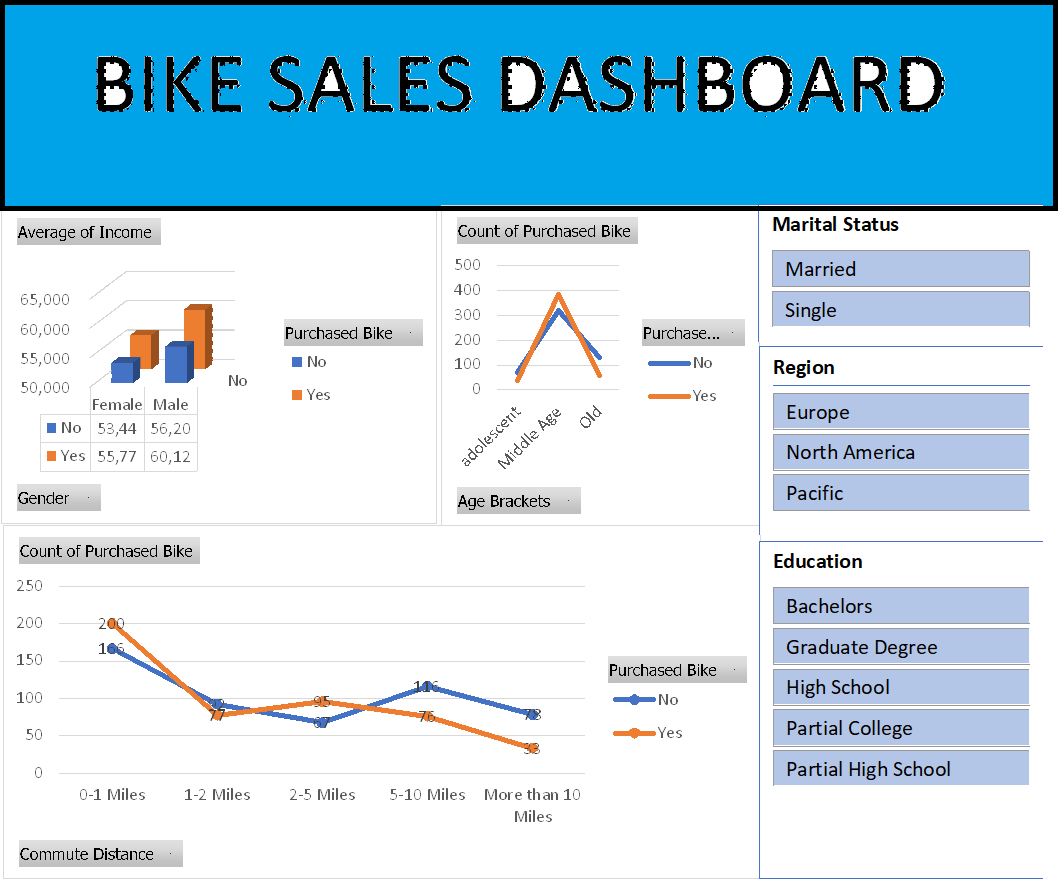 BIKE SALES DASHBOARD
Average of Income
65,000
60,000
55,000
50,000
No
Female Male
No 53,44 56,20
Yes 55,77 60,12
Purchased Bike
No
Yes
Gender
Count of Purchased Bike
500
400
300
200
100
0
adolescent
Middle Age
Old
Purchase...
No
Yes
Age Brackets
Marital Status
Married
Single
Region
Europe
North America
Pacific
Education
Bachelors
Graduate Degree
High School
Partial College
Partial High School
Count of Purchased Bike
250
200
150
100
50
0
200
166
77
95
67
116
76
78
33
0-1 Miles 1-2 Miles 2-5 Miles 5-10 Miles More than 10
Miles
Purchased Bike
No
Yes
Commute Distance